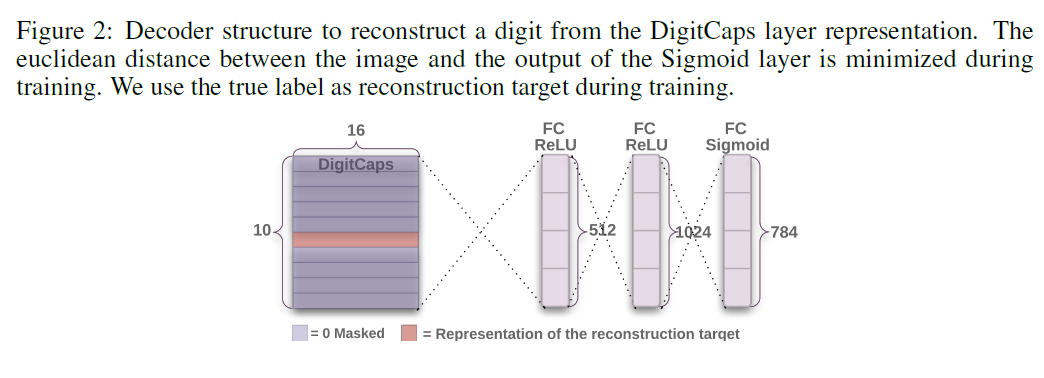 Figure 2: Decoder structure to reconstruct a digit from the DigitCaps layer representation. The
euclidean distance between the image and the output of the Sigmoid layer is minimized during
training. We use the true label as reconstruction target during training.
16
FC
ReLU
FC
ReLU
FC
Sigmoid
DigitCaps
10
512
1024
784
= 0 Masked
= Representation of the reconstruction target